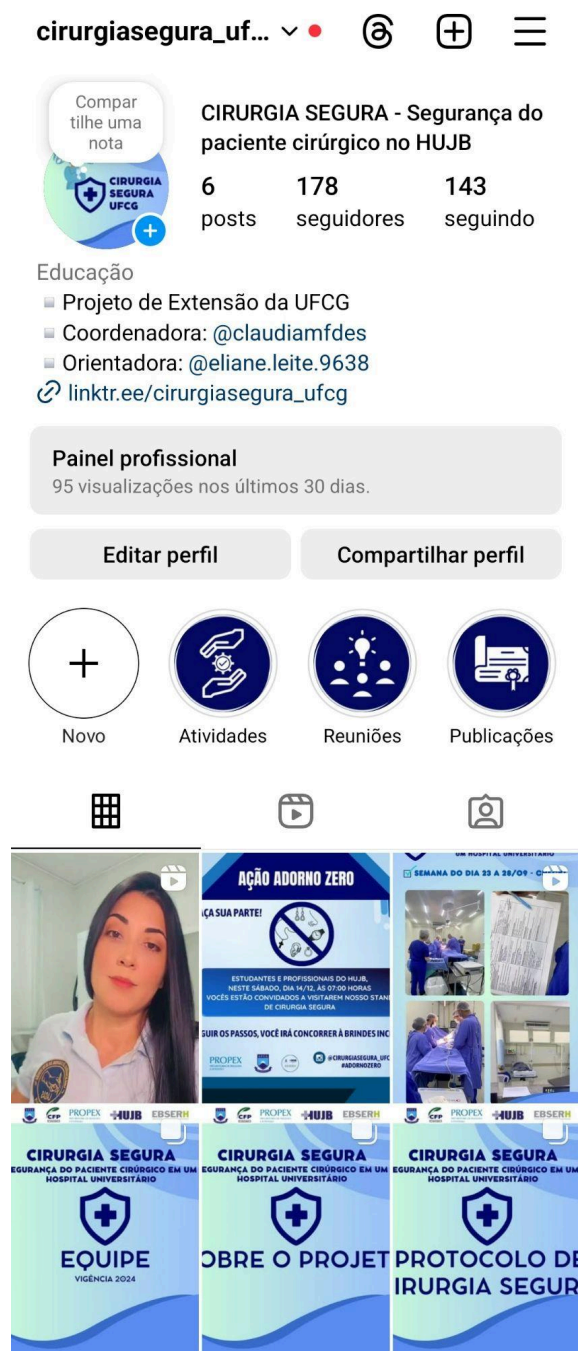 cirurgiasegura_uf...
Compar
tilhe uma
nota
CIRURGIA
SEGURA
UFCG
CIRURGIA SEGURA - Segurança do
paciente cirúrgico no HUJB
6 178 143
posts seguidores seguindo
Educação
Projeto de Extensão da UFCG
Coordenadora: @claudiamfdes
Orientadora: @eliane.leite.9638
linktr.ee/cirurgiasegura_ufcg
Painel profissional
95 visualizações nos últimos 30 dias.
Editar perfil Compartilhar perfil
Novo Atividades Reuniões Publicações
AÇÃO ADORNO ZERO
AÇA SUA PARTE!
ESTUDANTES E PROFISSIONAIS DO HUJB,
NESTE SÁBADO, DIA 14/12, ÀS 07:00 HORAS
VOCÊS ESTÃO CONVIDADOS A VISITAREM NOSSO STAN
DE CIRURGIA SEGURA
GUIR OS PASSOS, VOCÊ IRÁ CONCORRER À BRINDES INC
PROPEX
@CIRURGIASEGURA_UFC
#ADORNOZERO
UM HOSPITAL UNIVERSITÁRIO
SEMANA DO DIA 23 A 28/09 -
CFP PROPEX HUJB EBSERH
CIRURGIA SEGURA
EGURANÇA DO PACIENTE CIRÚRGICO EM UM
HOSPITAL UNIVERSITÁRIO
EQUIPE
VIGÊNCIA 2024
CFP PROPEX HUJB EBSERH
CIRURGIA SEGURA
EGURANÇA DO PACIENTE CIRÚRGICO EM UM
HOSPITAL UNIVERSITÁRIO
OBRE O PROJET
CFP PROPEX HUJB EBSERH
CIRURGIA SEGURA
EGURANÇA DO PACIENTE CIRÚRGICO EM UM
HOSPITAL UNIVERSITÁRIO
PROTOCOLO DE
IRURGIA SEGUR